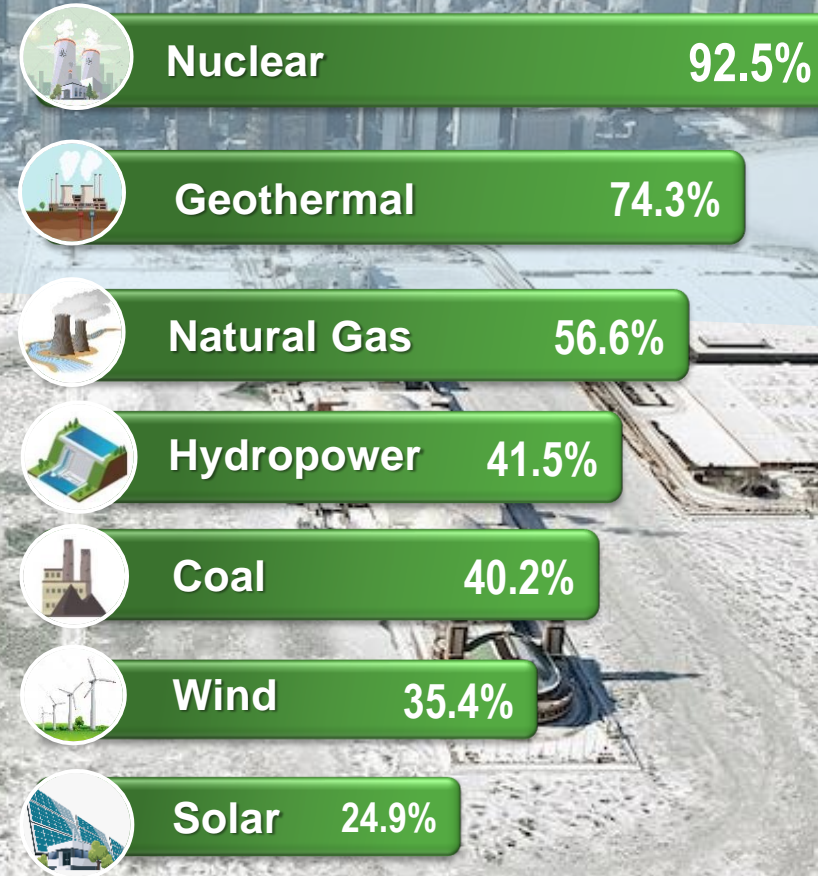 Nuclear 92.5%
Geothermal 74.3%
Natural Gas 56.6%
Hydropower 41.5%
Coal 40.2%
Wind 35.4%
Solar 24.9%